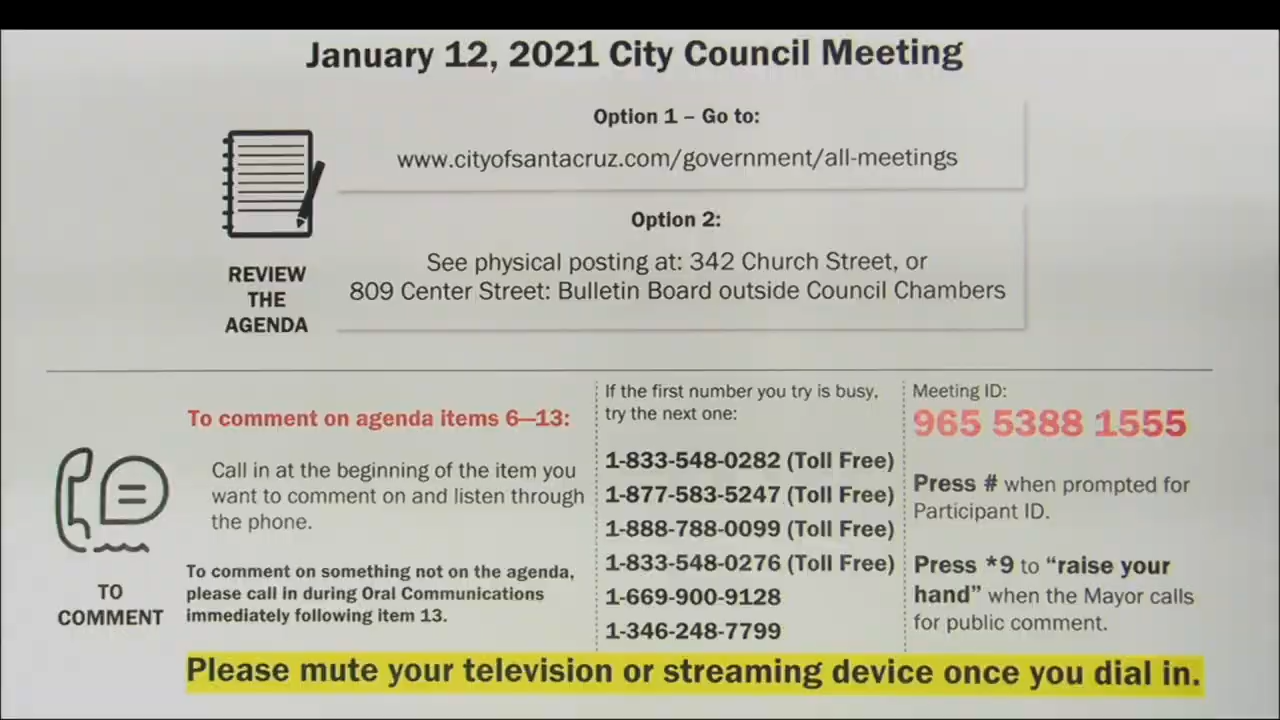 January 12, 2021 City Council Meeting
Option 1 – Go to:
www.cityofsantacruz.com/government/all-meetings
Option 2:
See physical posting at: 342 Church Street, or
809 Center Street: Bulletin Board outside Council Chambers
REVIEW
THE
AGENDA
To comment on agenda items 6—13:
Call in at the beginning of the item you
want to comment on and listen through
the phone.
To comment on something not on the agenda,
please call in during Oral Communications
immediately following item 13.
TO
COMMENT
If the first number you try is busy,
try the next one:
1-833-548-0282 (Toll Free)
1-877-583-5247 (Toll Free)
1-888-788-0099 (Toll Free)
1-833-548-0276 (Toll Free)
1-669-900-9128
1-346-248-7799
Meeting ID:
965 5388 1555
Press # when prompted for
Participant ID.
Press *9 to “raise your
hand” when the Mayor calls
for public comment.
Please mute your television or streaming device once you dial in.